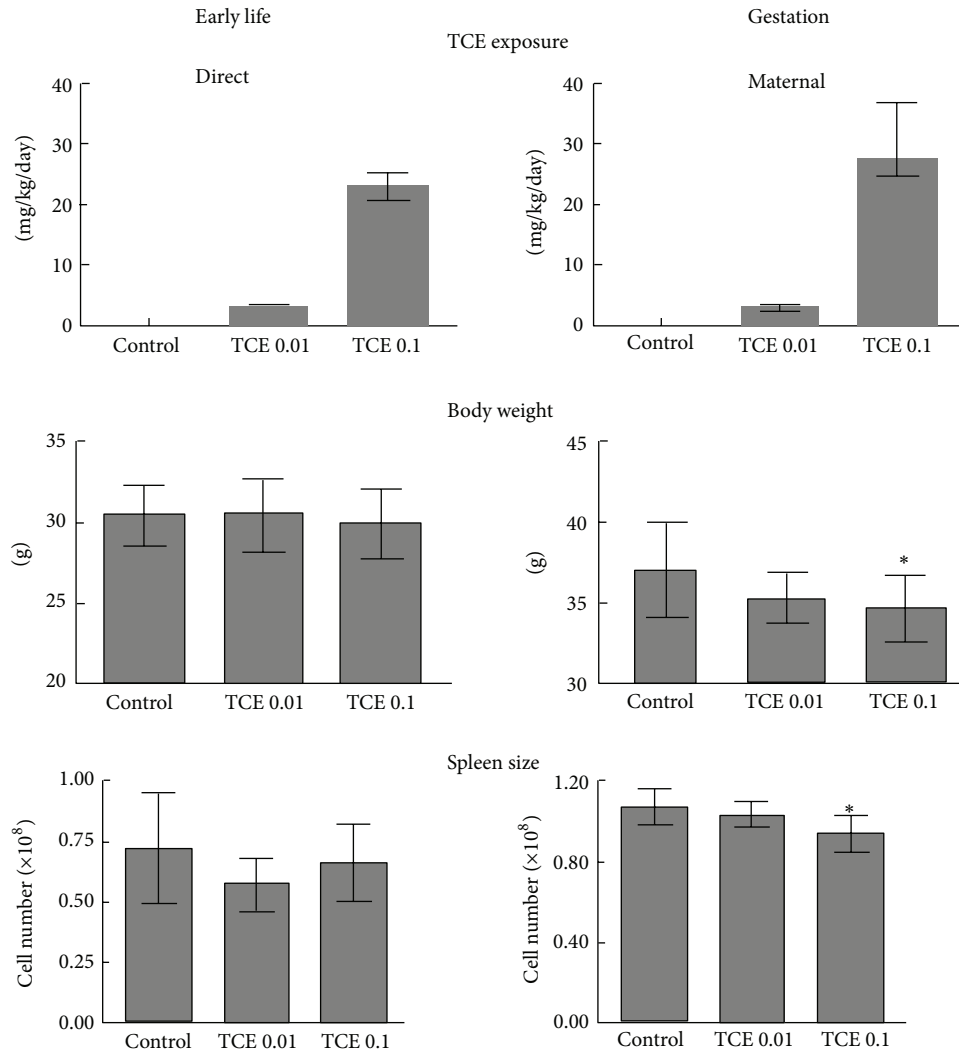 Early life
Gestation
TCE exposure
Direct
Maternal
(mg/kg/day)
40
30
20
10
0
Control
TCE 0.01
TCE 0.1
(mg/kg/day)
40
30
20
10
0
Control
TCE 0.01
TCE 0.1
Body weight
(g)
35
30
25
20
Control
TCE 0.01
TCE 0.1
(g)
45
40
35
30
*
Control
TCE 0.01
TCE 0.1
Spleen size
Cell number (×10⁸)
1.00
0.75
0.50
0.25
0.00
Control
TCE 0.01
TCE 0.1
Cell number (×10⁸)
1.20
0.80
0.40
0.00
*
Control
TCE 0.01
TCE 0.1